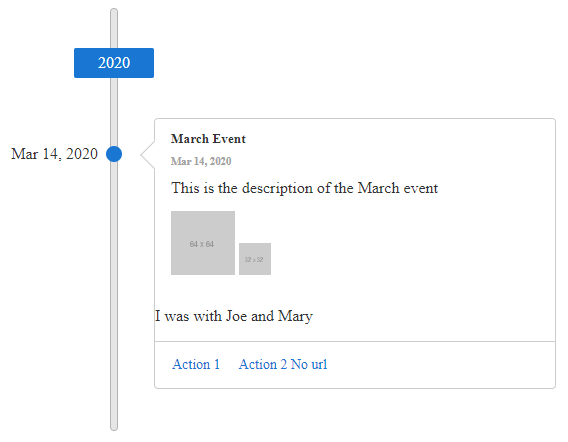 2020
Mar 14, 2020
March Event
Mar 14, 2020
This is the description of the March event
64 x 64
32 x 32
I was with Joe and Mary
Action 1 Action 2 No url